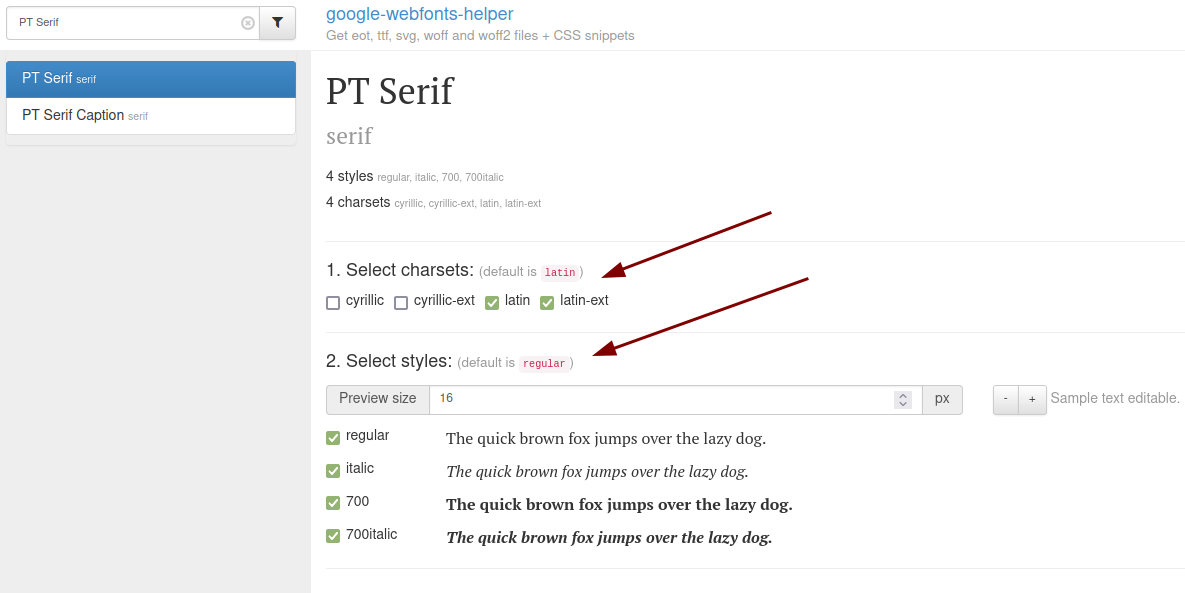 PT Serif
google-webfonts-helper
Get eot, ttf, svg, woff and woff2 files + CSS snippets
PT Serif serif
PT Serif Caption serif
PT Serif
serif
4 styles regular, italic, 700, 700italic
4 charsets cyrillic, cyrillic-ext, latin, latin-ext
1. Select charsets: (default is latin)
cyrillic cyrillic-ext latin latin-ext
2. Select styles: (default is regular)
Preview size 16 px - + Sample text editable.
regular The quick brown fox jumps over the lazy dog.
italic The quick brown fox jumps over the lazy dog.
700 The quick brown fox jumps over the lazy dog.
700italic The quick brown fox jumps over the lazy dog.